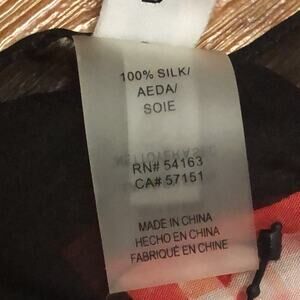 100% SILK/
AEDA/
SOIE
RN# 54163
CA# 57151
MADE IN CHINA
HECHO EN CHINA
FABRIQUÉ EN CHINE